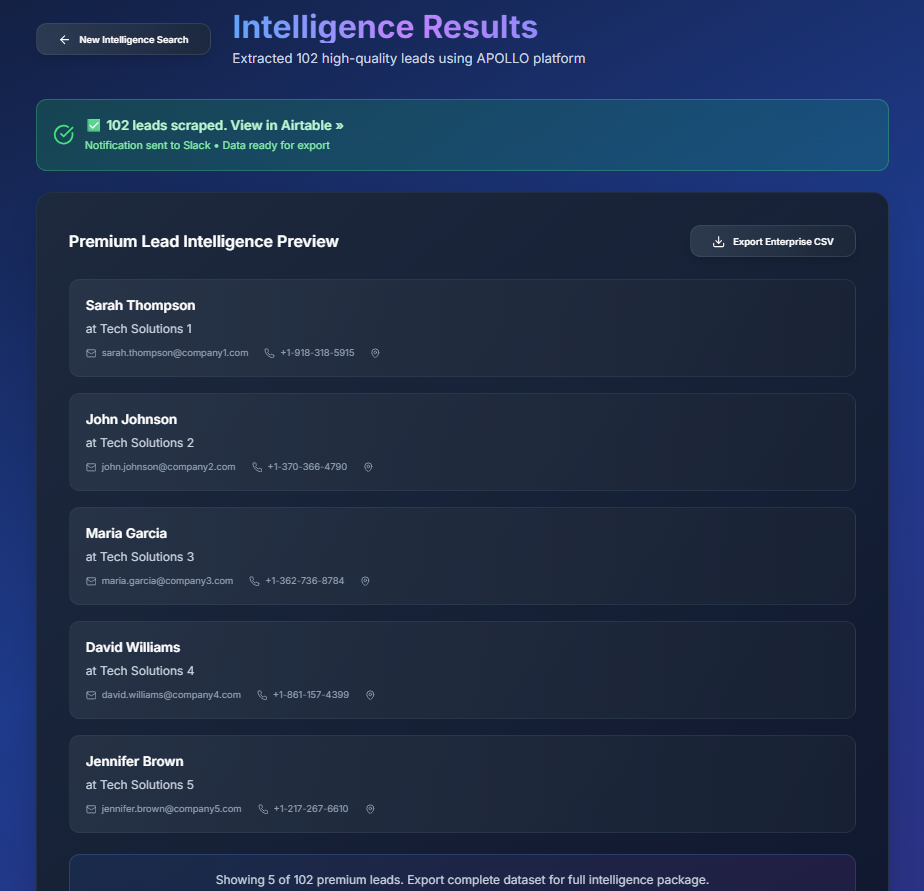 New Intelligence Search
Intelligence Results
Extracted 102 high-quality leads using APOLLO platform
✅ 102 leads scraped. View in Airtable »
Notification sent to Slack • Data ready for export
Premium Lead Intelligence Preview
Export Enterprise CSV
Sarah Thompson
at Tech Solutions 1
sarah.thompson@company1.com +1-918-318-5915
John Johnson
at Tech Solutions 2
john.johnson@company2.com +1-370-366-4790
Maria Garcia
at Tech Solutions 3
maria.garcia@company3.com +1-362-736-8784
David Williams
at Tech Solutions 4
david.williams@company4.com +1-861-157-4399
Jennifer Brown
at Tech Solutions 5
jennifer.brown@company5.com +1-217-267-6610
Showing 5 of 102 premium leads. Export complete dataset for full intelligence package.